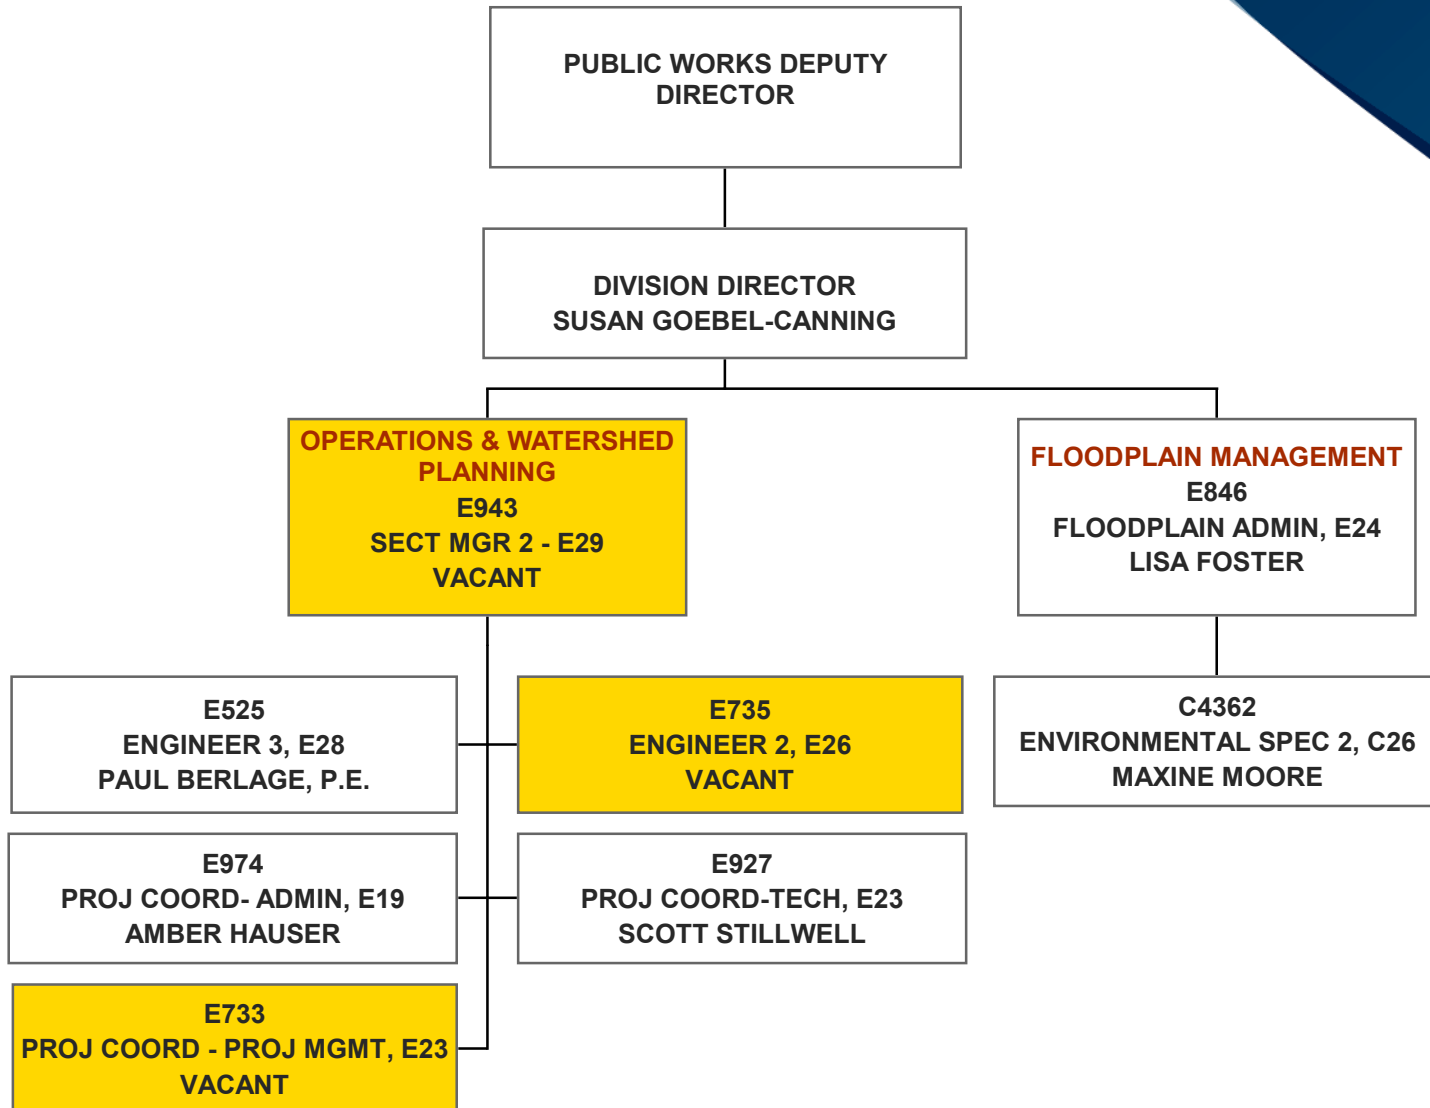 PUBLIC WORKS DEPUTY
DIRECTOR
DIVISION DIRECTOR
SUSAN GOEBEL-CANNING
OPERATIONS & WATERSHED
PLANNING
E943
SECT MGR 2 - E29
VACANT
FLOODPLAIN MANAGEMENT
E846
FLOODPLAIN ADMIN, E24
LISA FOSTER
E525
ENGINEER 3, E28
PAUL BERLAGE, P.E.
E735
ENGINEER 2, E26
VACANT
C4362
ENVIRONMENTAL SPEC 2, C26
MAXINE MOORE
E974
PROJ COORD- ADMIN, E19
AMBER HAUSER
E927
PROJ COORD-TECH, E23
SCOTT STILLWELL
E733
PROJ COORD - PROJ MGMT, E23
VACANT